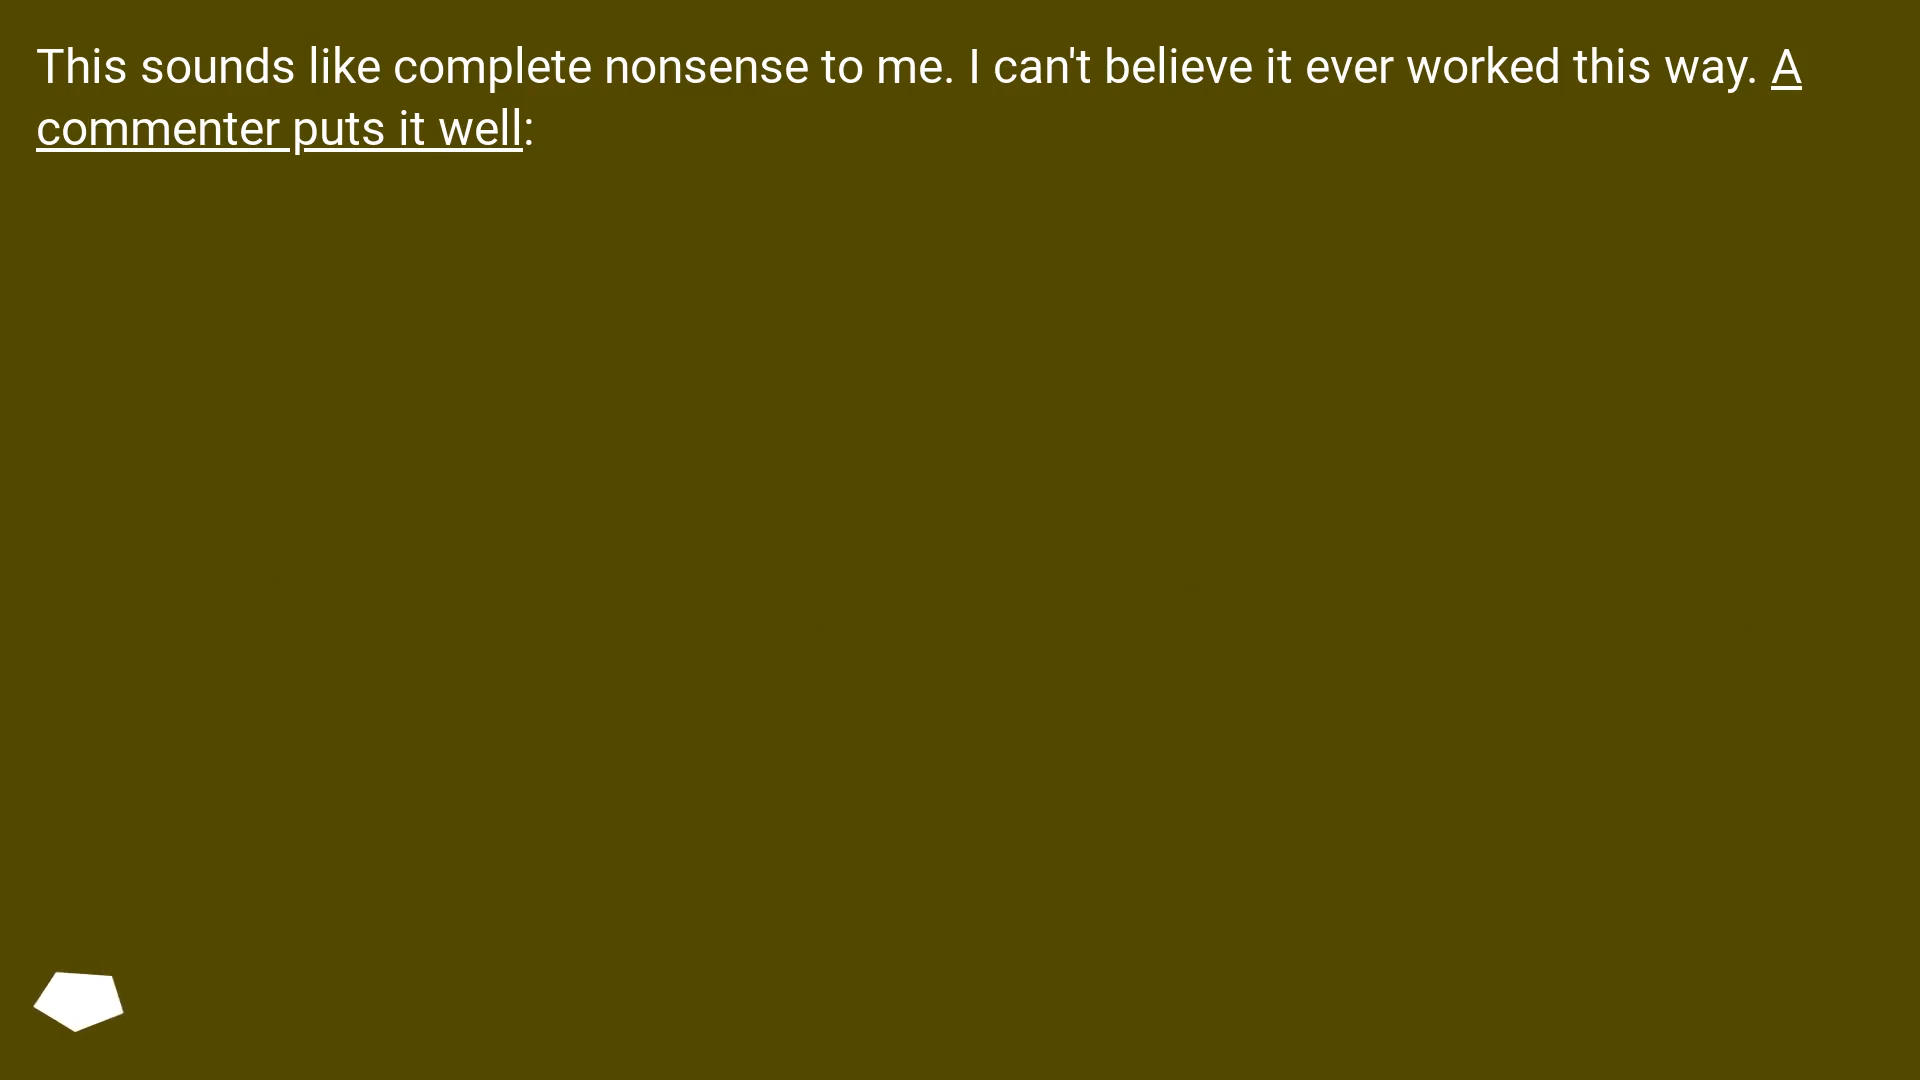 This sounds like complete nonsense to me. I can't believe it ever worked this way. A
commenter puts it well: